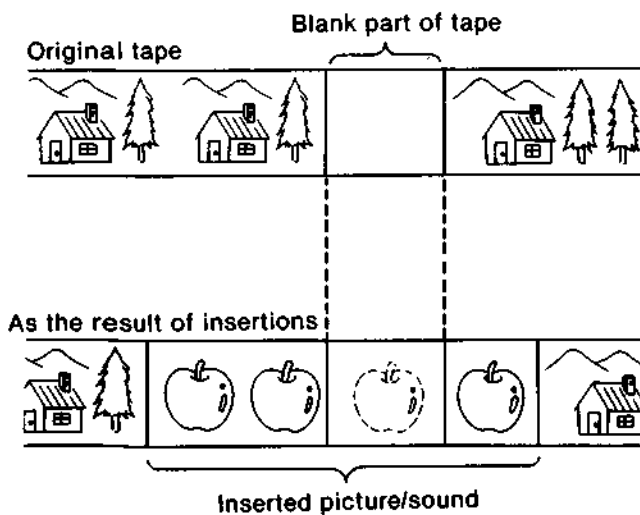 Blank part of tape
Original tape
As the result of insertions
Inserted picture/sound